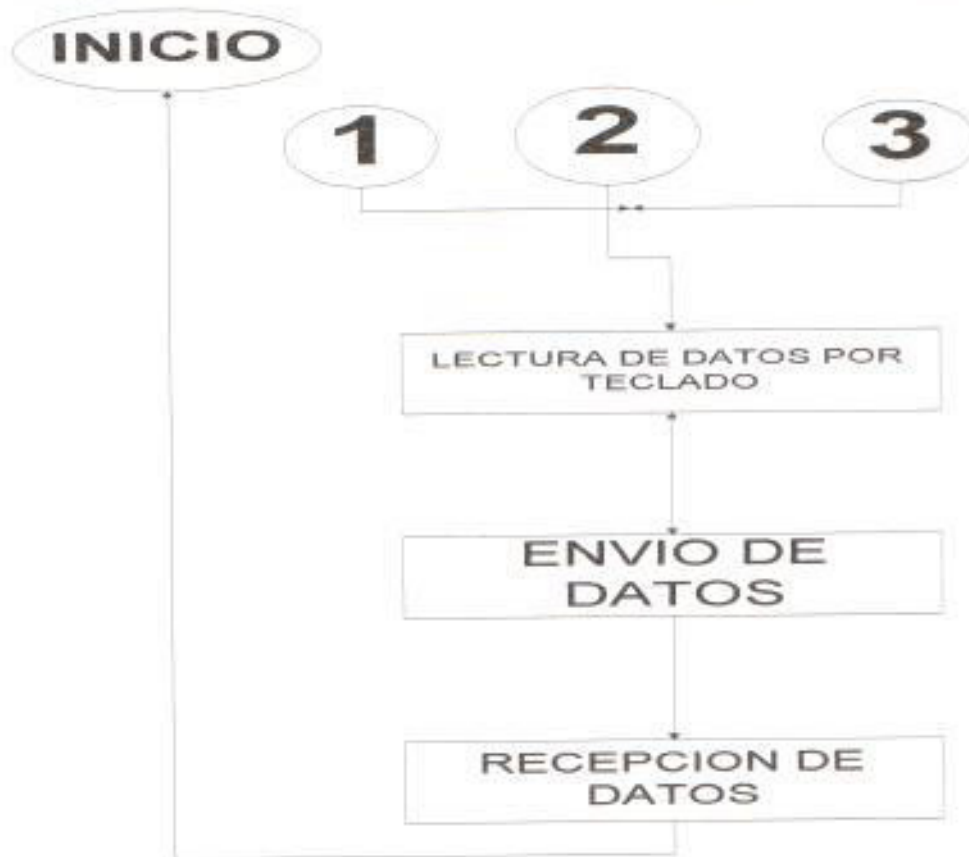 INICIO
1
2
3
LECTURA DE DATOS POR
TECLADO
ENVIO DE
DATOS
RECEPCION DE
DATOS